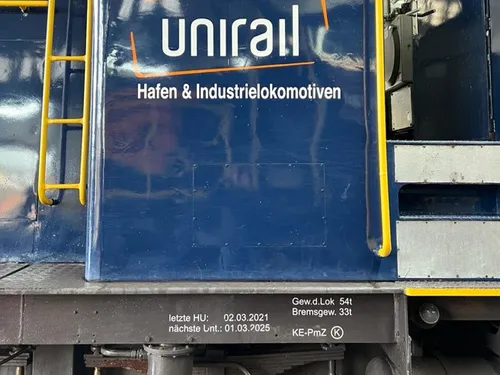 unirail
Hafen & Industrielokomotiven
letzte HU: 02.03.2021
nächste Unt.: 01.03.2025
Gew.d.Lok 54t
Bremsgew. 33t
KE-PmZ K